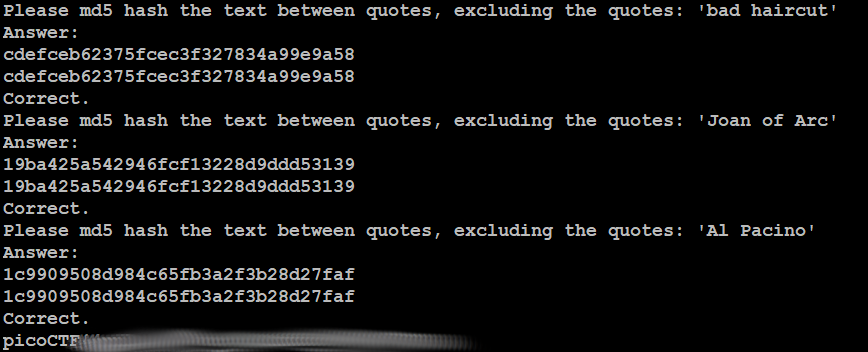 Please md5 hash the text between quotes, excluding the quotes: 'bad haircut'
Answer:
cdefceb62375fcec3f327834a99e9a58
cdefceb62375fcec3f327834a99e9a58
Correct.
Please md5 hash the text between quotes, excluding the quotes: 'Joan of Arc'
Answer:
19ba425a542946fcf13228d9ddd53139
19ba425a542946fcf13228d9ddd53139
Correct.
Please md5 hash the text between quotes, excluding the quotes: 'Al Pacino'
Answer:
1c9909508d984c65fb3a2f3b28d27faf
1c9909508d984c65fb3a2f3b28d27faf
Correct.
picoCTF